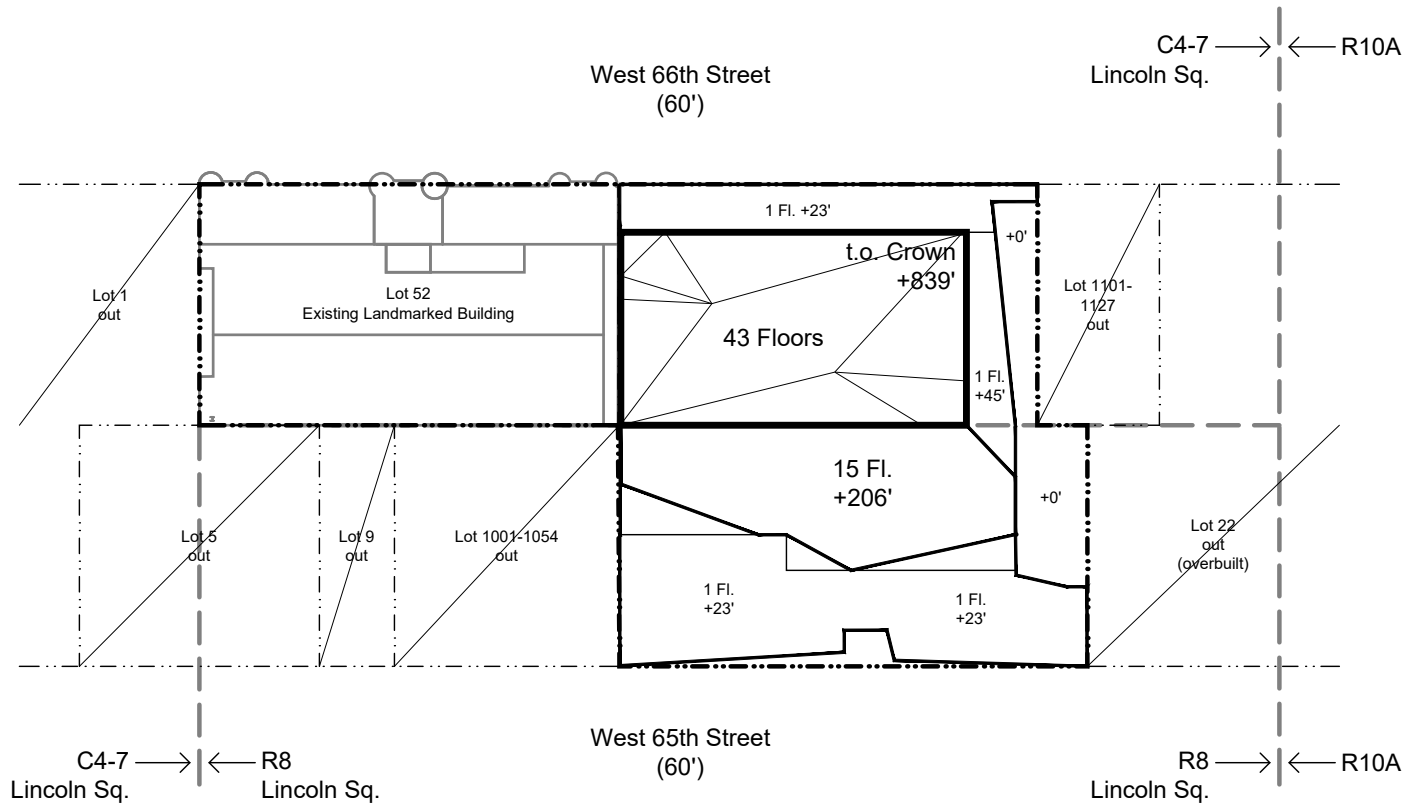 C4-7
R10A
Lincoln Sq.
West 66th Street
(60')
1 Fl. +23'
+0'
t.o. Crown
+839'
Lot 1
out
Lot 52
Existing Landmarked Building
Lot 1101-
1127
out
43 Floors
1 Fl.
+45'
15 Fl.
+206'
+0'
Lot 5
out
Lot 9
out
Lot 1001-1054
out
Lot 22
out
(overbuilt)
1 Fl.
+23'
1 Fl.
+23'
West 65th Street
(60')
C4-7
Lincoln Sq.
R8
Lincoln Sq.
R8
Lincoln Sq.
R10A